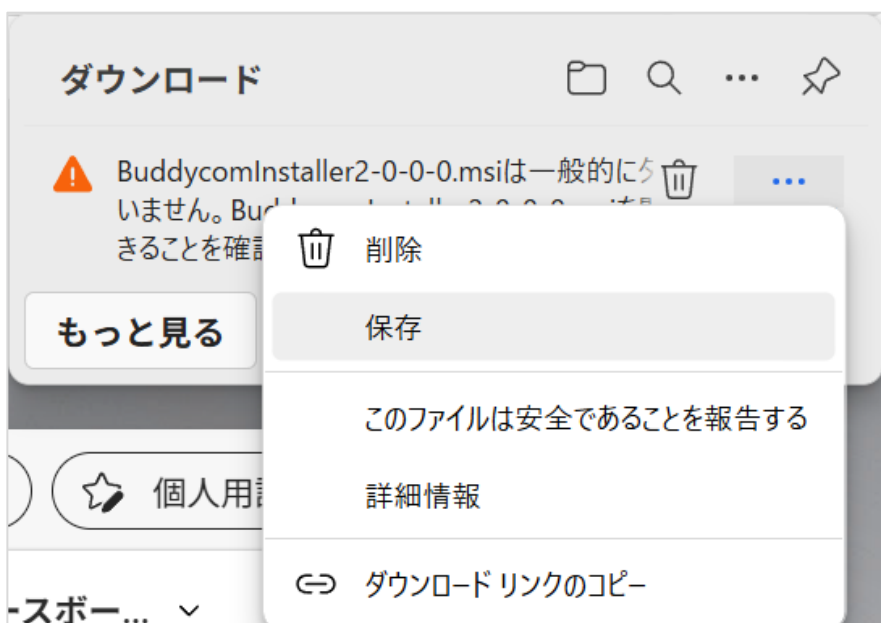 ダウンロード
BuddycomInstaller2-0-0-0.msiは一般的に
いません。
きることを確
もっと見る
削除
保存
このファイルは安全であることを報告する
詳細情報
ダウンロード リンクのコピー
個人用
ースボー...